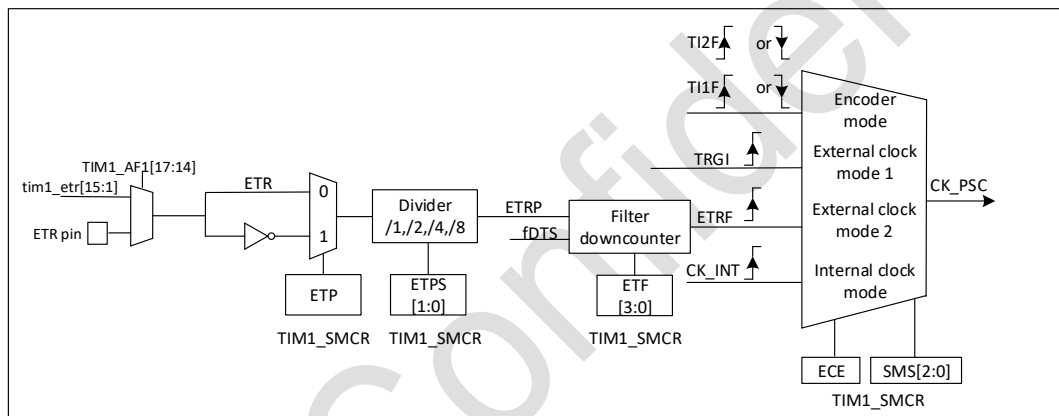 TI2F or
TI1F or
Encoder
mode
TIM1_AF1[17:14]
tim1_etr[15:1]
ETR
0
TRGI
External clock
mode 1
CK_PSC
ETR pin
1
Divider
/1,/2,/4,/8
ETRP
fDTS
Filter
downcounter
ETRF
External clock
mode 2
CK_INT
Internal clock
mode
ETP
ETPS
[1:0]
ETF
[3:0]
TIM1_SMCR
TIM1_SMCR
TIM1_SMCR
ECE
SMS[2:0]
TIM1_SMCR